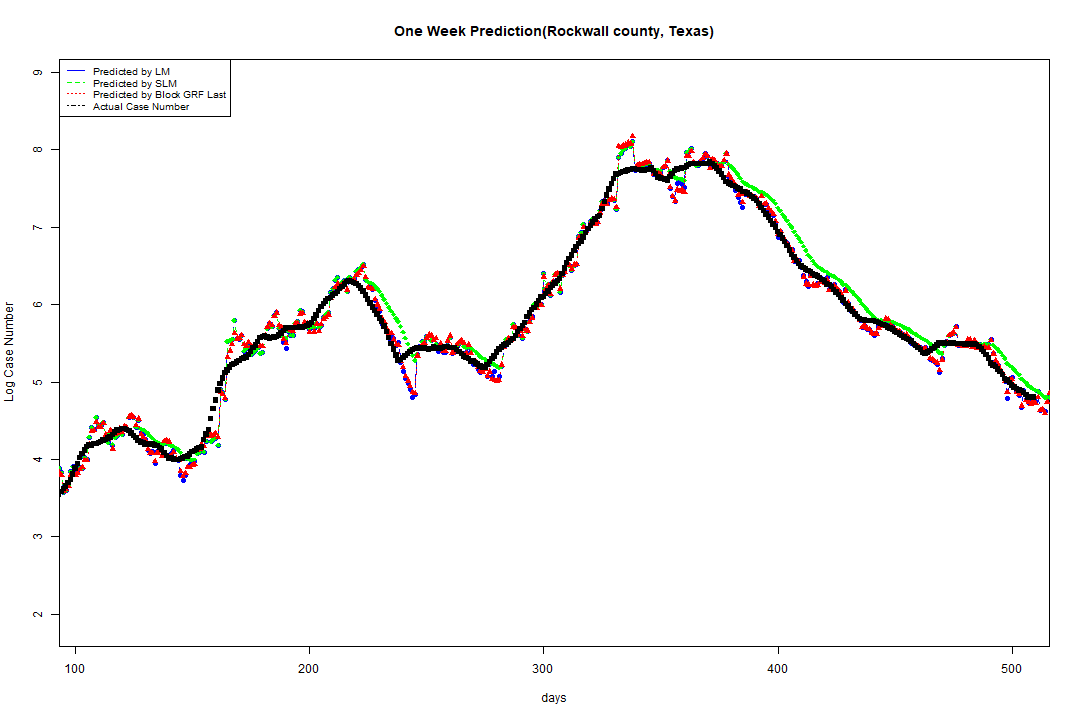 One Week Prediction(Rockwall county, Texas)
Predicted by LM
Predicted by SLM
Predicted by Block GRF Last
Actual Case Number
9
8
7
6
5
4
3
2
Log Case Number
100 200 300 400 500
days